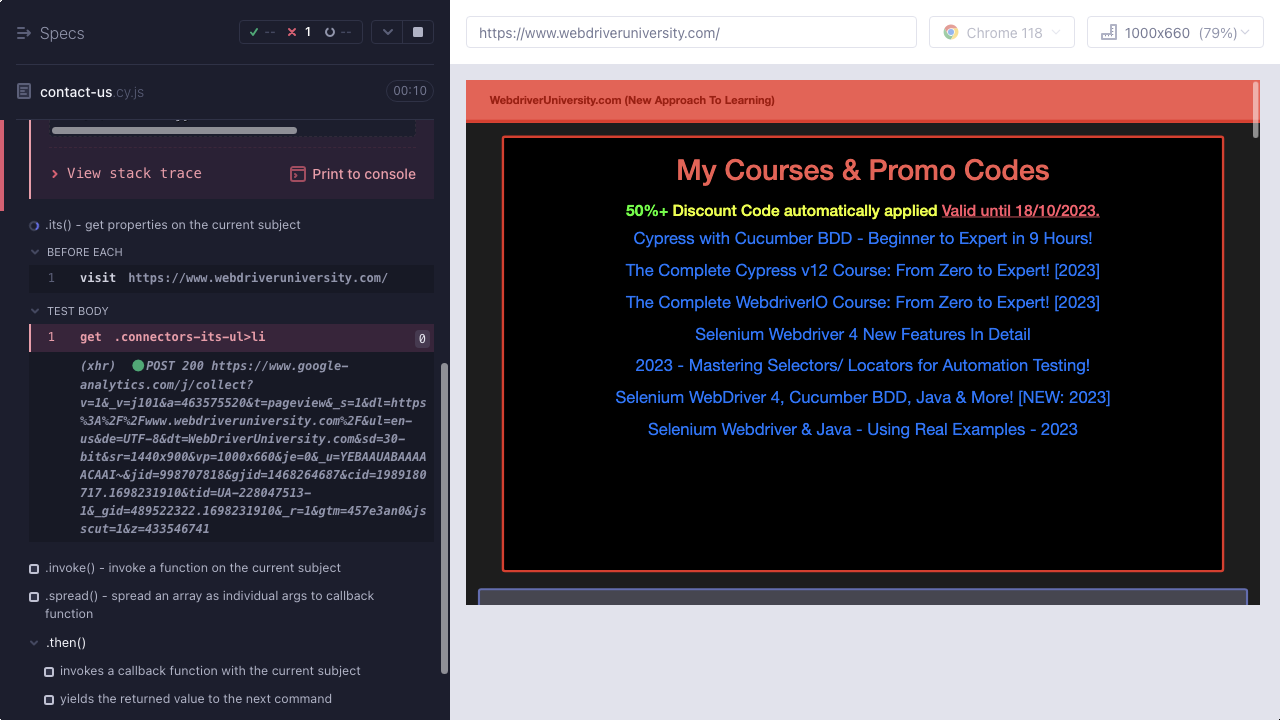 Specs
-- 1 --
contact-us.cy.js
00:10
View stack trace
Print to console
.its() - get properties on the current subject
BEFORE EACH
1 visit https://www.webdriveruniversity.com/
TEST BODY
1 get .connectors-its-ul>li 0
(xhr) POST 200 https://www.google-
analytics.com/j/collect?
v=1&_v=j101&a=463575520&t=pageview&_s=1&dl=https
%3A%2F%2Fwww.webdriveruniversity.com%2F&ul=en-
us&de=UTF-8&dt=WebDriverUniversity.com&sd=30-
bit&sr=1440x900&vp=1000x660&je=0&_u=YEBAAUABAAAA
ACAAI~&jid=998707818&gjid=1468264687&cid=1989180
717.1698231910&tid=UA-228047513-
1&_gid=489522322.1698231910&_r=1&gtm=457e3an0&js
scut=1&z=433546741
.invoke() - invoke a function on the current subject
.spread() - spread an array as individual args to callback
function
.then()
invokes a callback function with the current subject
yields the returned value to the next command
https://www.webdriveruniversity.com/
Chrome 118
1000x660 (79%)
WebdriverUniversity.com (New Approach To Learning)
My Courses & Promo Codes
50%+ Discount Code automatically applied Valid until 18/10/2023.
Cypress with Cucumber BDD - Beginner to Expert in 9 Hours!
The Complete Cypress v12 Course: From Zero to Expert! [2023]
The Complete WebdriverIO Course: From Zero to Expert! [2023]
Selenium Webdriver 4 New Features In Detail
2023 - Mastering Selectors/ Locators for Automation Testing!
Selenium WebDriver 4, Cucumber BDD, Java & More! [NEW: 2023]
Selenium Webdriver & Java - Using Real Examples - 2023